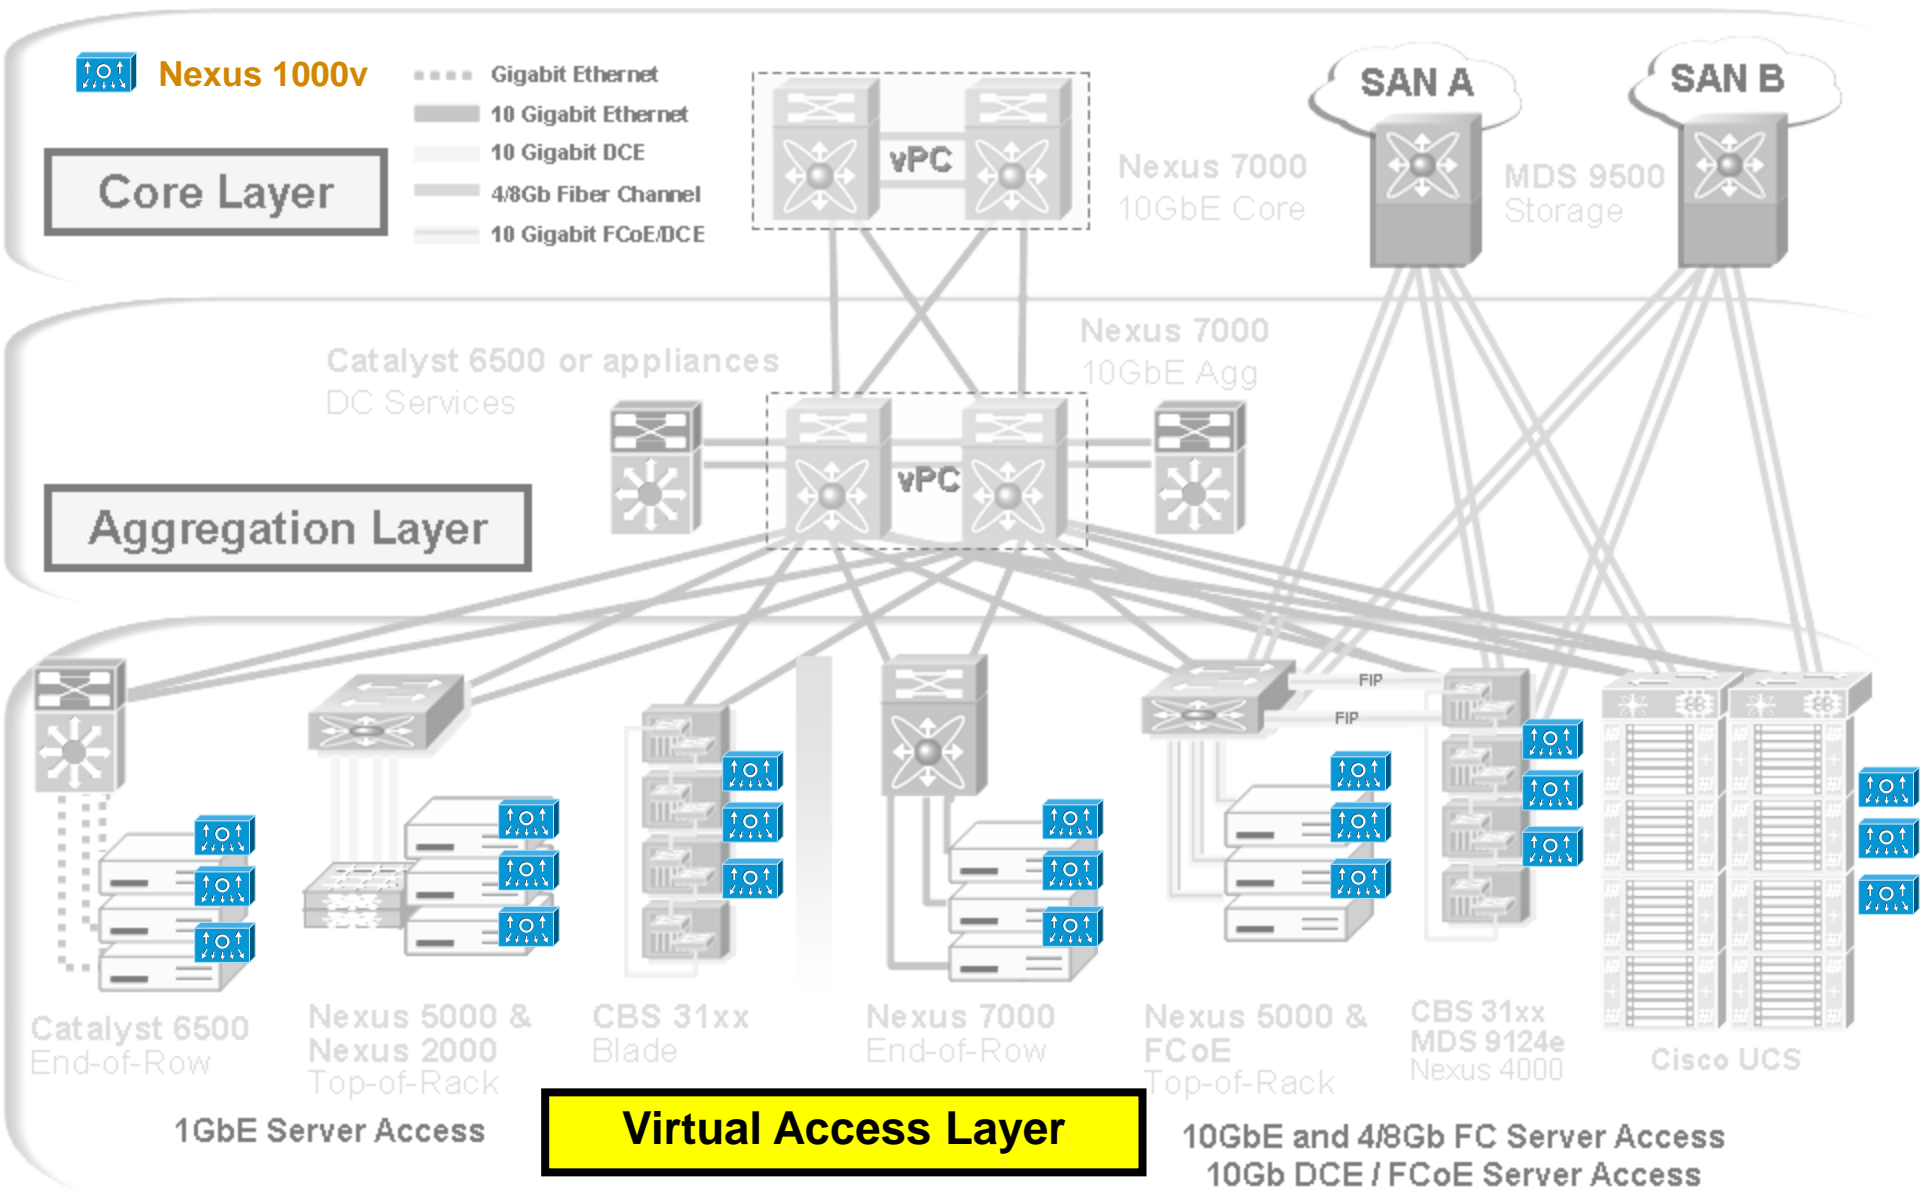 Nexus 1000v
Gigabit Ethernet
10 Gigabit Ethernet
10 Gigabit DCE
4/8Gb Fiber Channel
10 Gigabit FCoE/DCE
Core Layer
vPC
Nexus 7000
10GbE Core
SAN A
SAN B
MDS 9500
Storage
Catalyst 6500 or appliances
DC Services
Nexus 7000
10GbE Agg
vPC
Aggregation Layer
FIP
FIP
Catalyst 6500
End-of-Row
Nexus 5000 &
Nexus 2000
Top-of-Rack
CBS 31xx
Blade
Nexus 7000
End-of-Row
Nexus 5000 &
FCoE
Top-of-Rack
CBS 31xx
MDS 9124e
Nexus 4000
Cisco UCS
1GbE Server Access
Virtual Access Layer
10GbE and 4/8Gb FC Server Access
10Gb DCE / FCoE Server Access